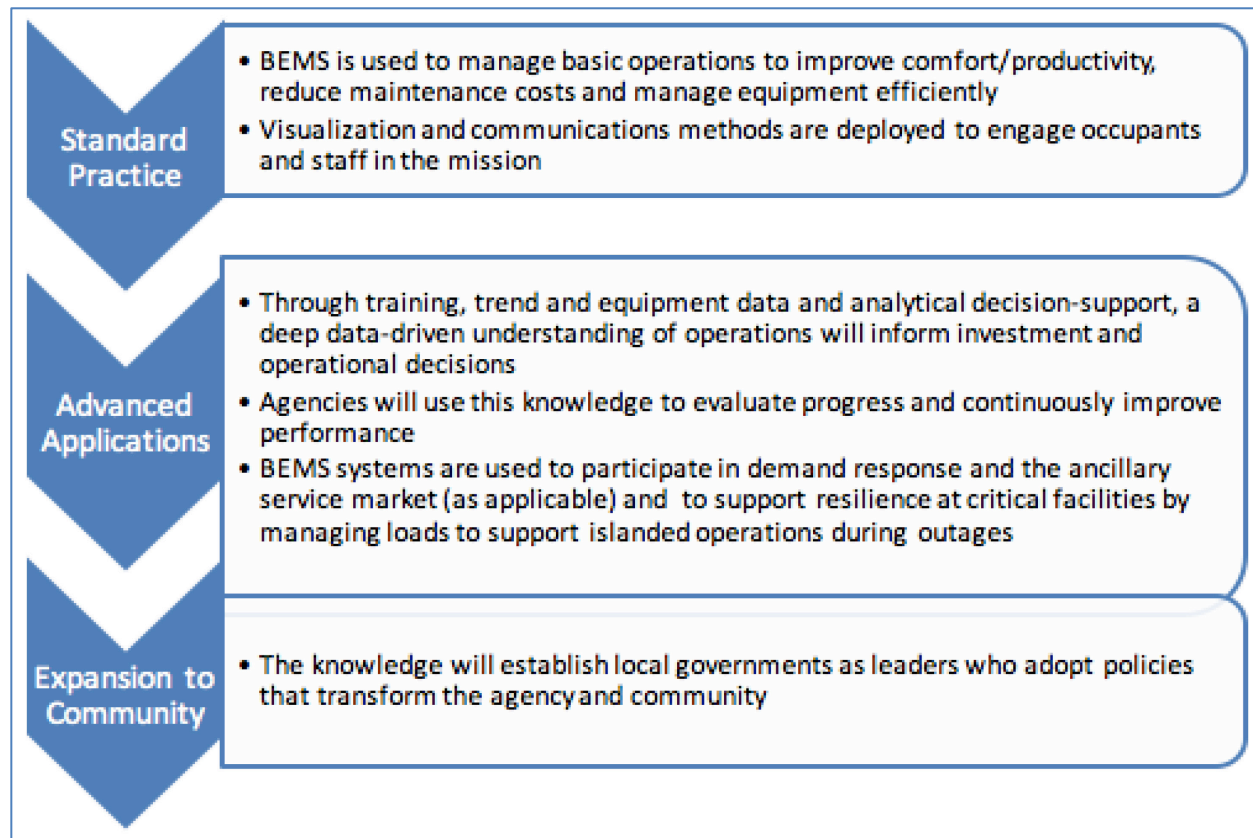 Standard
Practice
• BEMS is used to manage basic operations to improve comfort/productivity,
reduce maintenance costs and manage equipment efficiently
• Visualization and communications methods are deployed to engage occupants
and staff in the mission
Advanced
Applications
• Through training, trend and equipment data and analytical decision-support, a
deep data-driven understanding of operations will inform investment and
operational decisions
• Agencies will use this knowledge to evaluate progress and continuously improve
performance
• BEMS systems are used to participate in demand response and the ancillary
service market (as applicable) and  to support resilience at critical facilities by
managing loads to support islanded operations during outages
Expansion to
Community
• The knowledge will establish local governments as leaders who adopt policies
that transform the agency and community